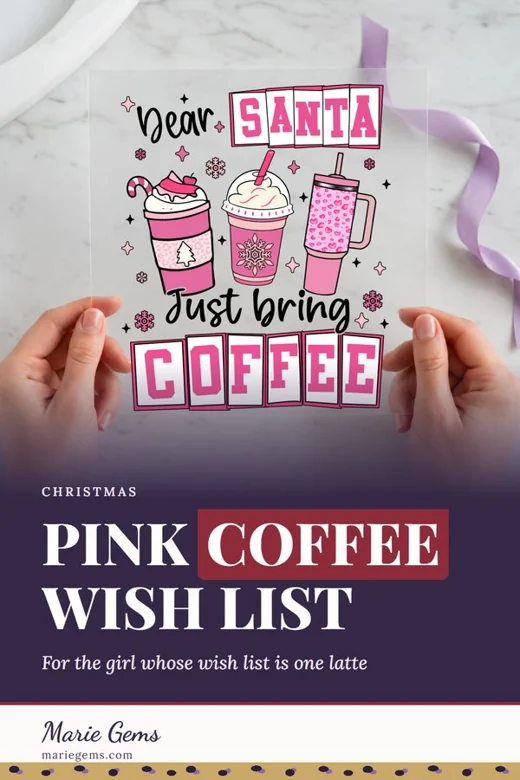 Dear SANTA
Just bring
COFFEE
CHRISTMAS
PINK COFFEE
WISH LIST
For the girl whose wish list is one latte
Marie Gems
mariegems.com